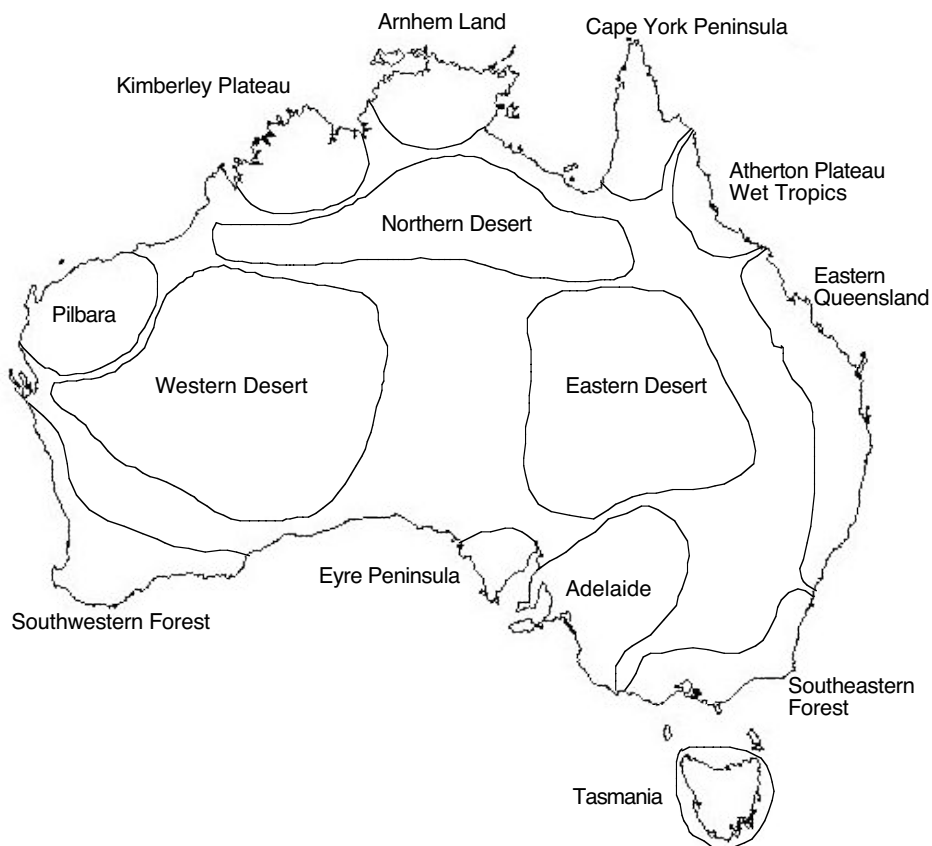 Arnhem Land
Cape York Peninsula
Kimberley Plateau
Atherton Plateau
Wet Tropics
Northern Desert
Eastern
Queensland
Pilbara
Western Desert
Eastern Desert
Eyre Peninsula
Adelaide
Southwestern Forest
Southeastern
Forest
Tasmania